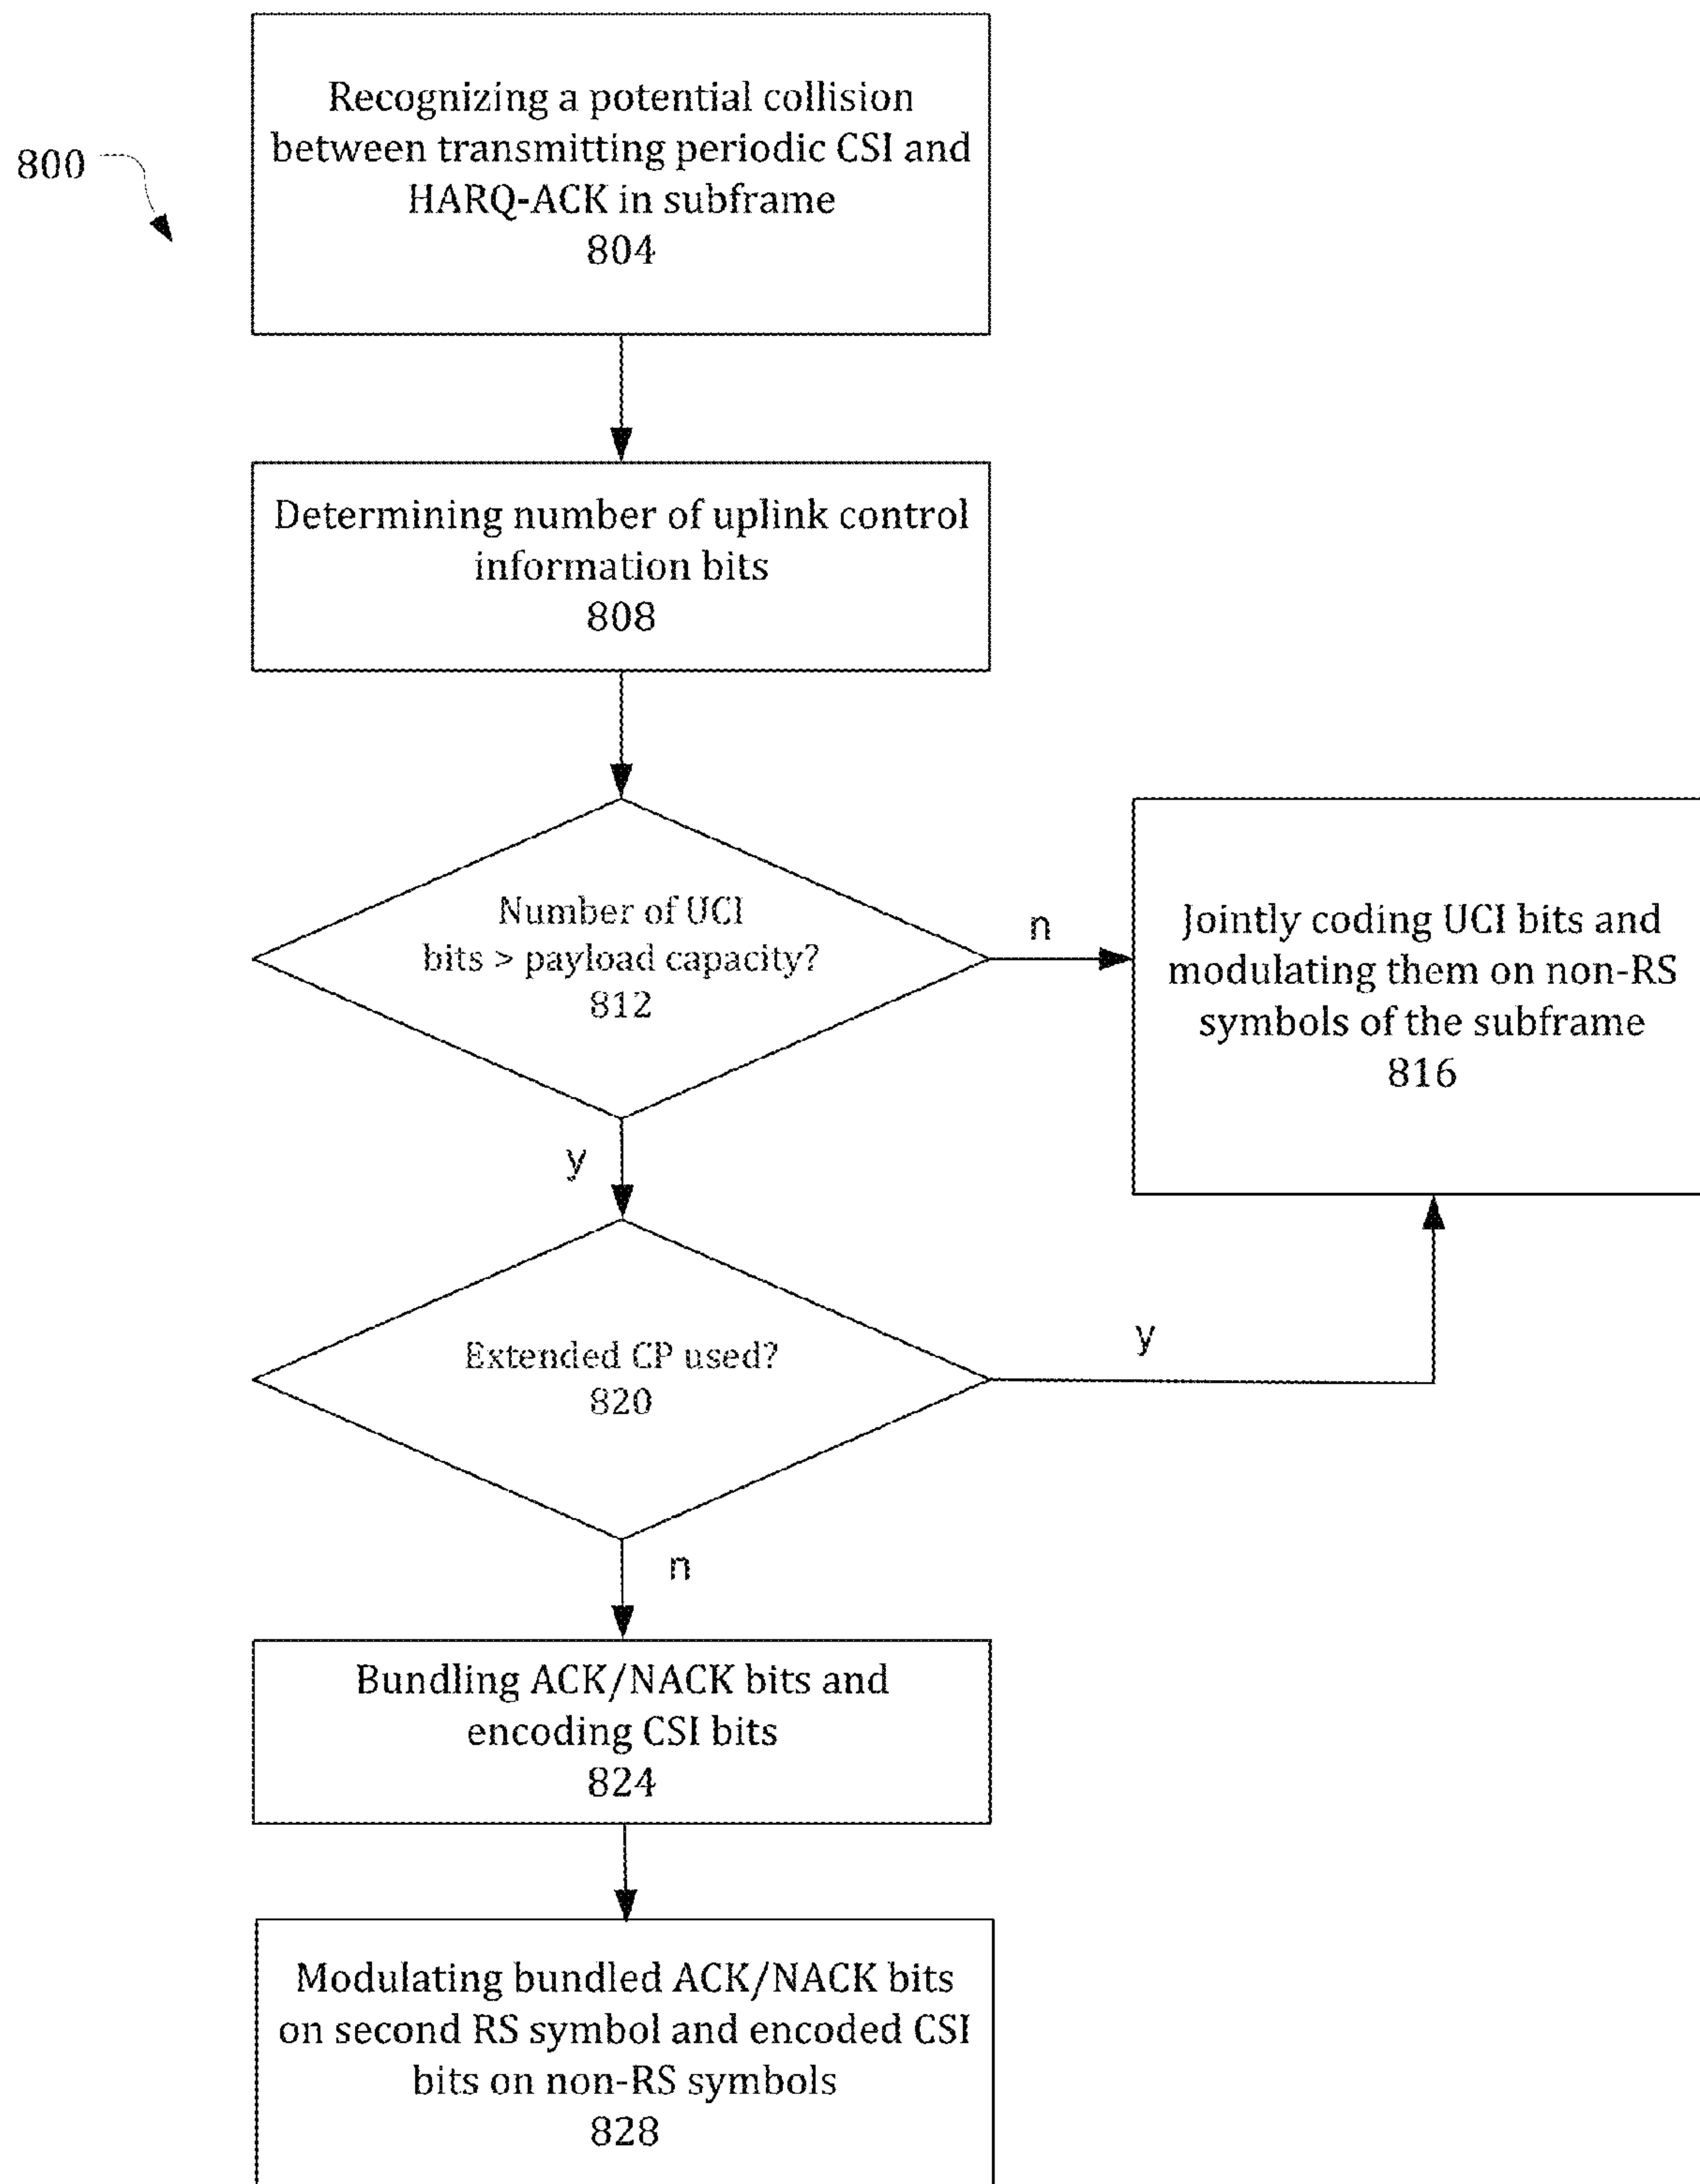 800
Recognizing a potential collision
between transmitting periodic CSI and
HARQ-ACK in subframe
804
Determining number of uplink control
information bits
808
Number of UCI
bits > payload capacity?
812
n
Jointly coding UCI bits and
modulating them on non-RS
symbols of the subframe
816
y
Extended CP used?
820
y
n
Bundling ACK/NACK bits and
encoding CSI bits
824
Modulating bundled ACK/NACK bits
on second RS symbol and encoded CSI
bits on non-RS symbols
828